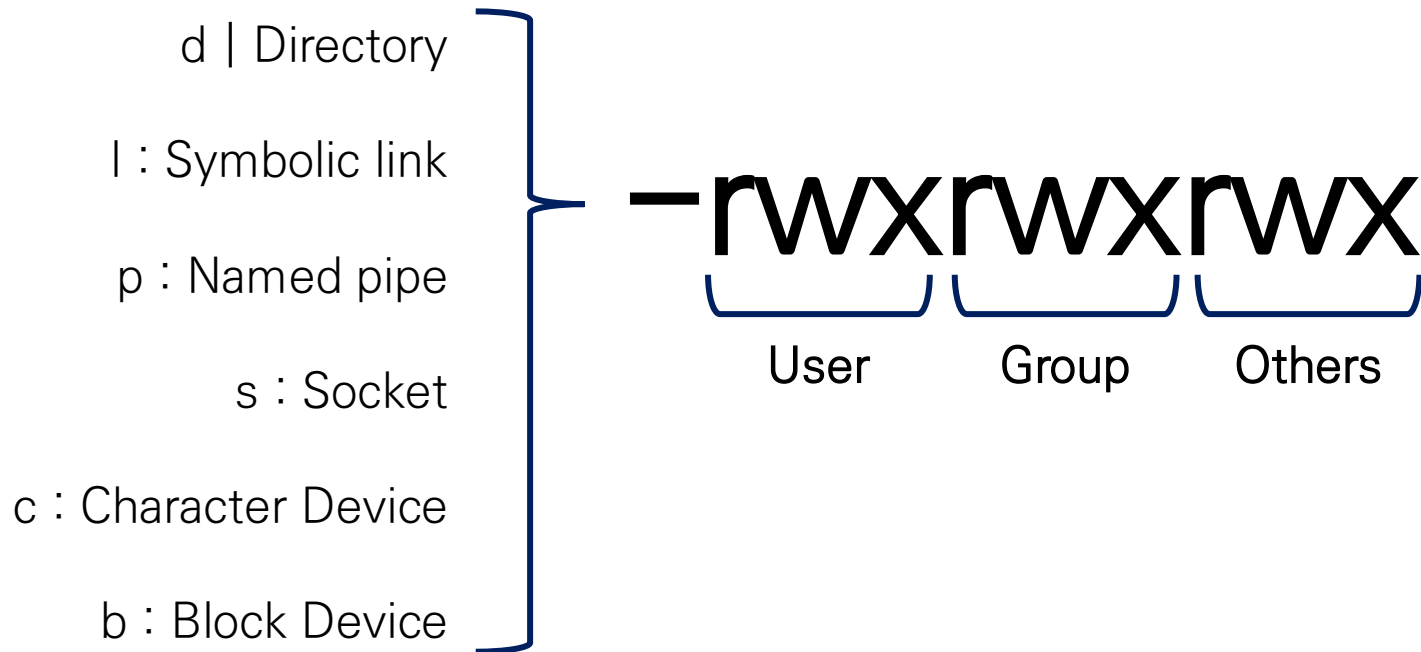 d | Directory
l : Symbolic link
p : Named pipe
s : Socket
c : Character Device
b : Block Device
-rwxrwxrwx
User Group Others